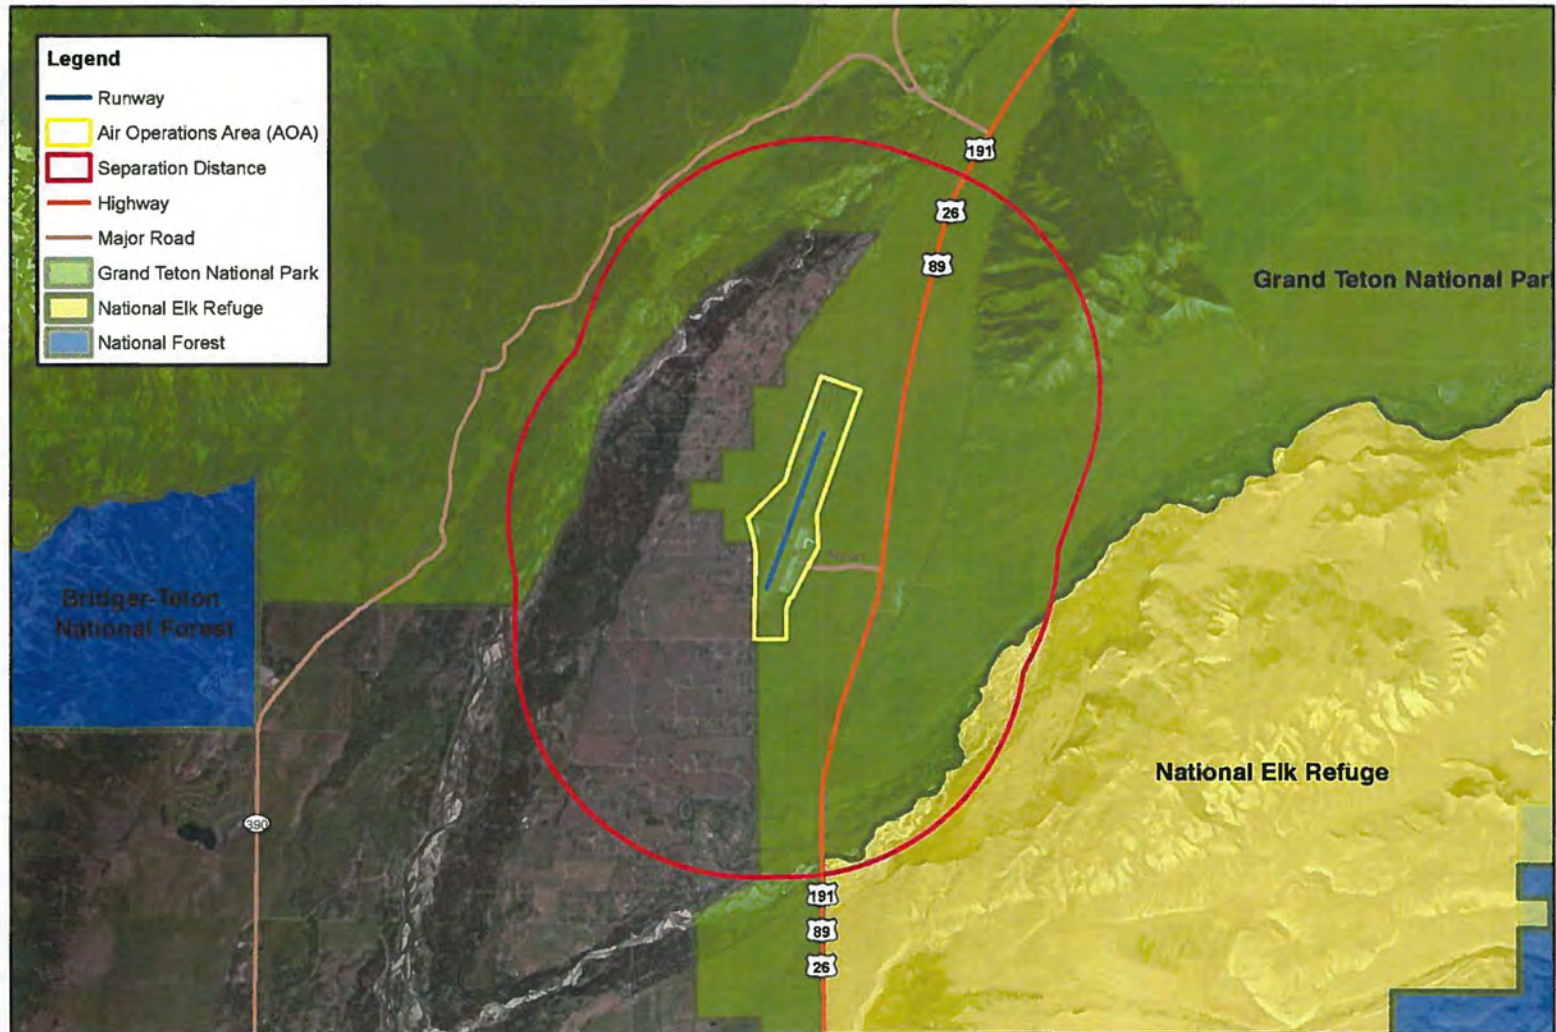 Legend
Runway
Air Operations Area (AOA)
Separation Distance
Highway
Major Road
Grand Teton National Park
National Elk Refuge
National Forest
191
26
89
Grand Teton National Par
Bridger-Teton
National Forest
National Elk Refuge
390
191
89
26